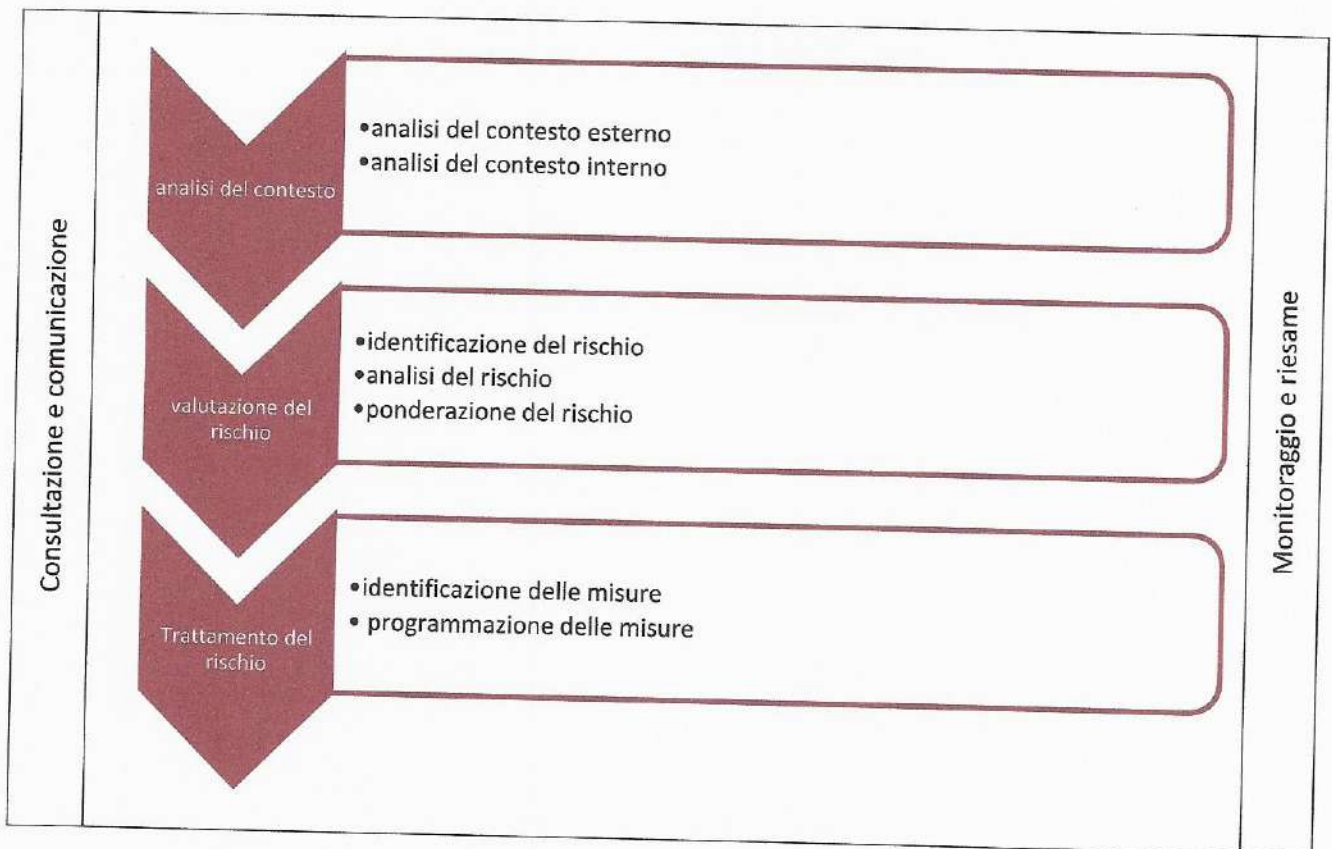 Consultazione e comunicazione
analisi del contesto
•analisi del contesto esterno
•analisi del contesto interno
valutazione del
rischio
•identificazione del rischio
•analisi del rischio
•ponderazione del rischio
Trattamento del
rischio
•identificazione delle misure
• programmazione delle misure
Monitoraggio e riesame